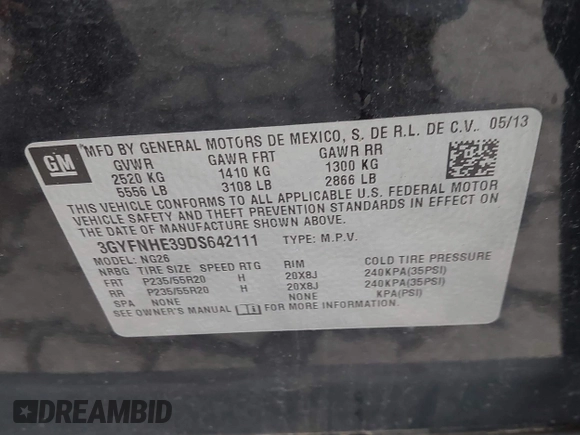 GM
MFD BY GENERAL MOTORS DE MEXICO, S. DE R.L. DE C.V.. 05/13
GVWR GAWR FRT GAWR RR
2520 KG 1410 KG 1300 KG
5556 LB 3108 LB 2866 LB
THIS VEHICLE CONFORMS TO ALL APPLICABLE U.S. FEDERAL MOTOR
VEHICLE SAFETY AND THEFT PREVENTION STANDARDS IN EFFECT ON THE
DATE OF MANUFACTURE SHOWN ABOVE.
3GYFNHE39DS642111 TYPE: M.P.V.
MODEL: NG26
NRBG TIRE SIZE SPEED RTG RIM COLD TIRE PRESSURE
FRT P235/55R20 H 20X8J 240KPA(35PSI)
RR P235/55R20 H 20X8J 240KPA(35PSI)
SPA NONE NONE KPA(PSI)
SEE OWNER'S MANUAL FOR MORE INFORMATION.
DREAMBID